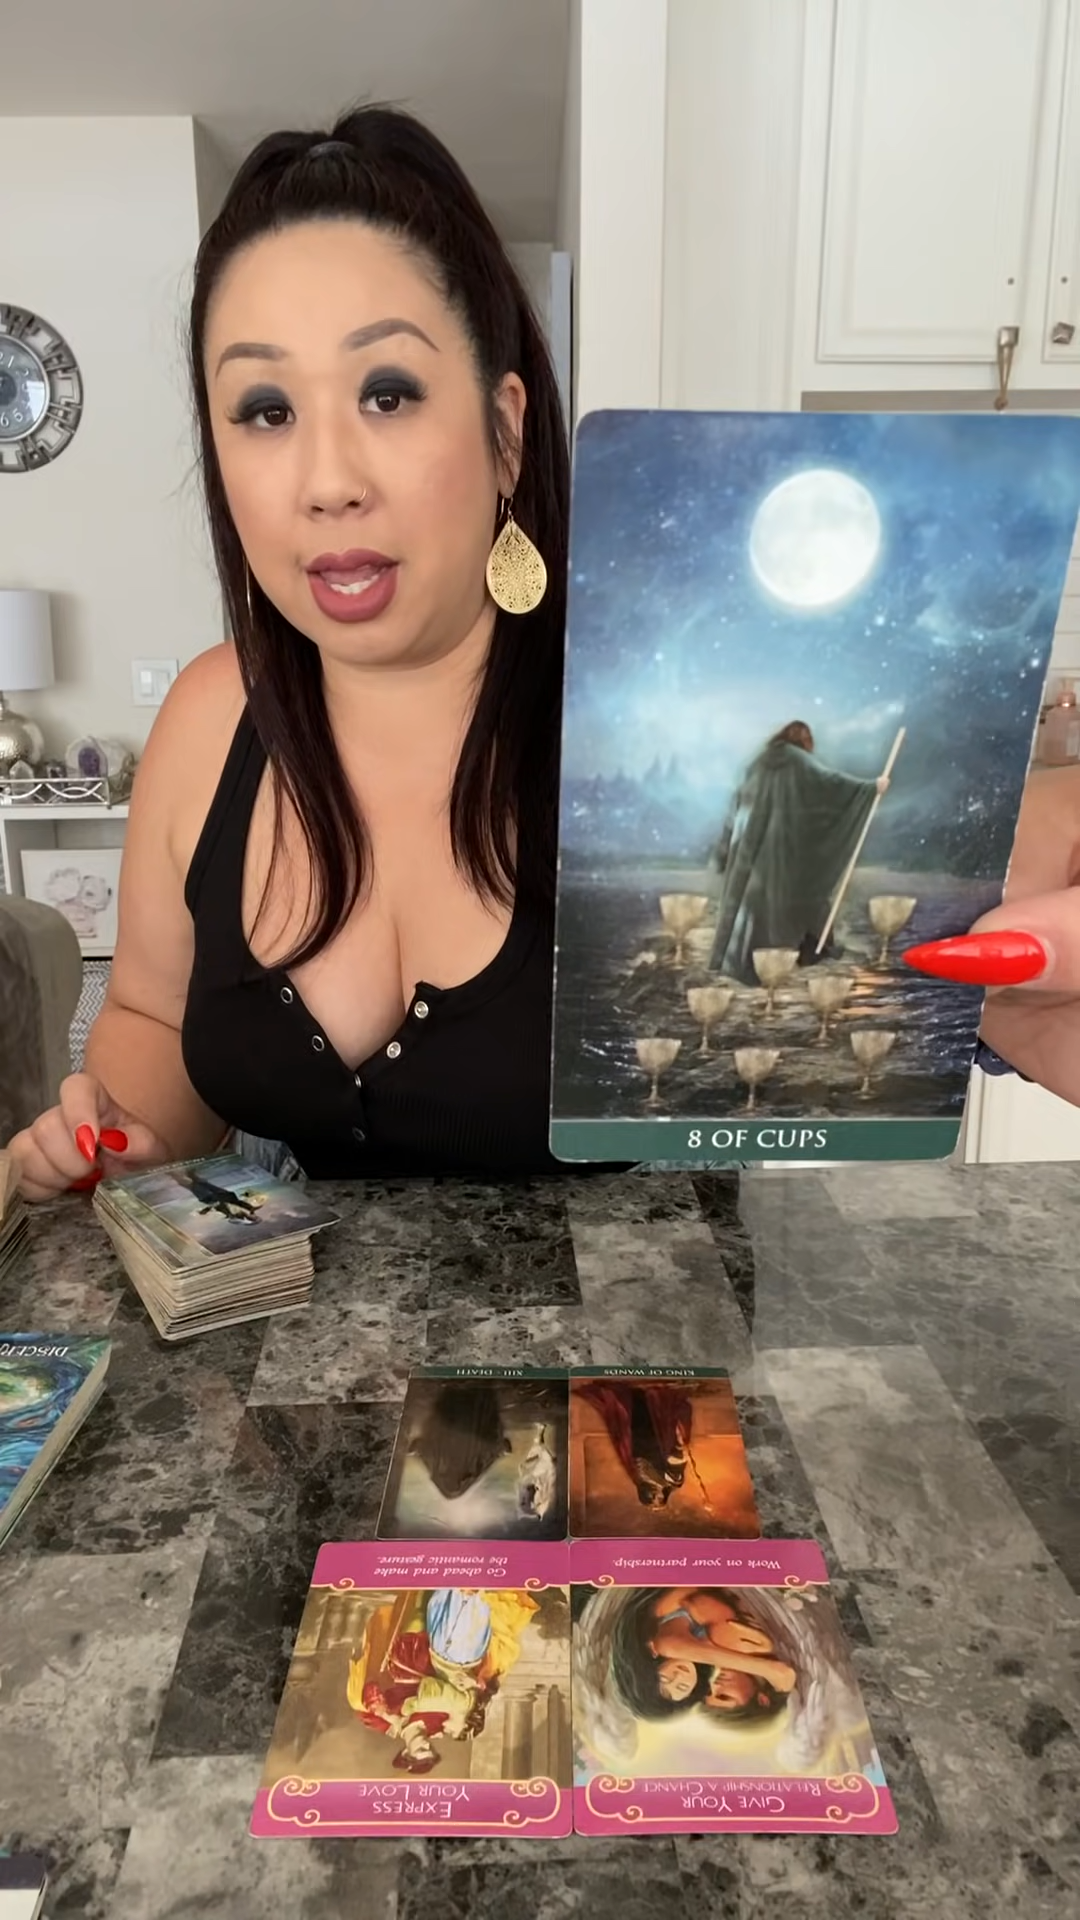 8 OF CUPS
DISCER
XIII - DEATH
KING OF WANDS
Go ahead and make
the romantic gesture.
Work on your partnership.
EXPRESS
YOUR LOVE
GIVE YOUR
RELATIONSHIP A CHANCE